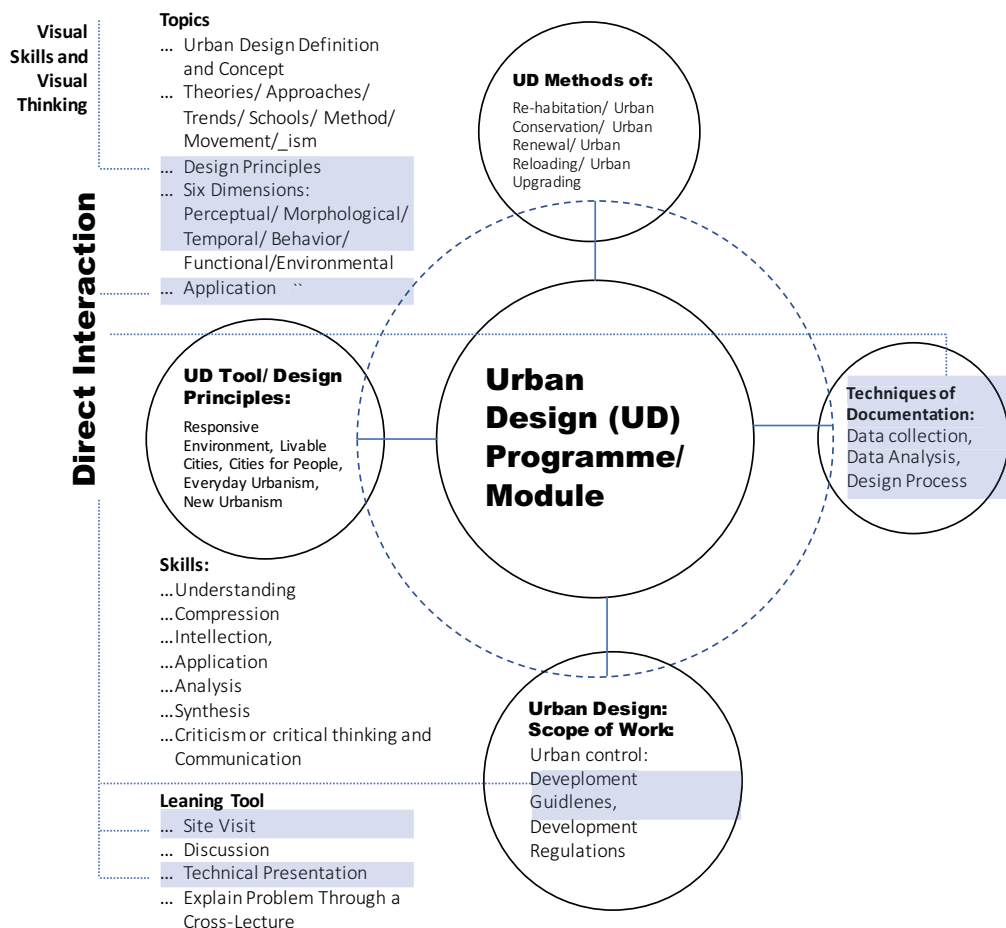 Visual
Skills and
Visual
Thinking
Direct Interaction
Topics
... Urban Design Definition
and Concept
... Theories/ Approaches/
Trends/ Schools/ Method/
Movement/_ism
... Design Principles
... Six Dimensions:
Perceptual/ Morphological/
Temporal/ Behavior/
Functional/Environmental
... Application ``
UD Methods of:
Re-habitation/ Urban
Conservation/ Urban
Renewal/ Urban
Reloading/ Urban
Upgrading
UD Tool/ Design
Principles:
Responsive
Environment, Livable
Cities, Cities for People,
Everyday Urbanism,
New Urbanism
Urban
Design (UD)
Programme/
Module
Techniques of
Documentation:
Data collection,
Data Analysis,
Design Process
Skills:
...Understanding
...Compression
...Intellection,
...Application
...Analysis
...Synthesis
...Criticism or critical thinking and
Communication
Urban Design:
Scope of Work:
Urban control:
Deveploment
Guidlenes,
Development
Regulations
Leaning Tool
... Site Visit
... Discussion
... Technical Presentation
... Explain Problem Through a
Cross-Lecture